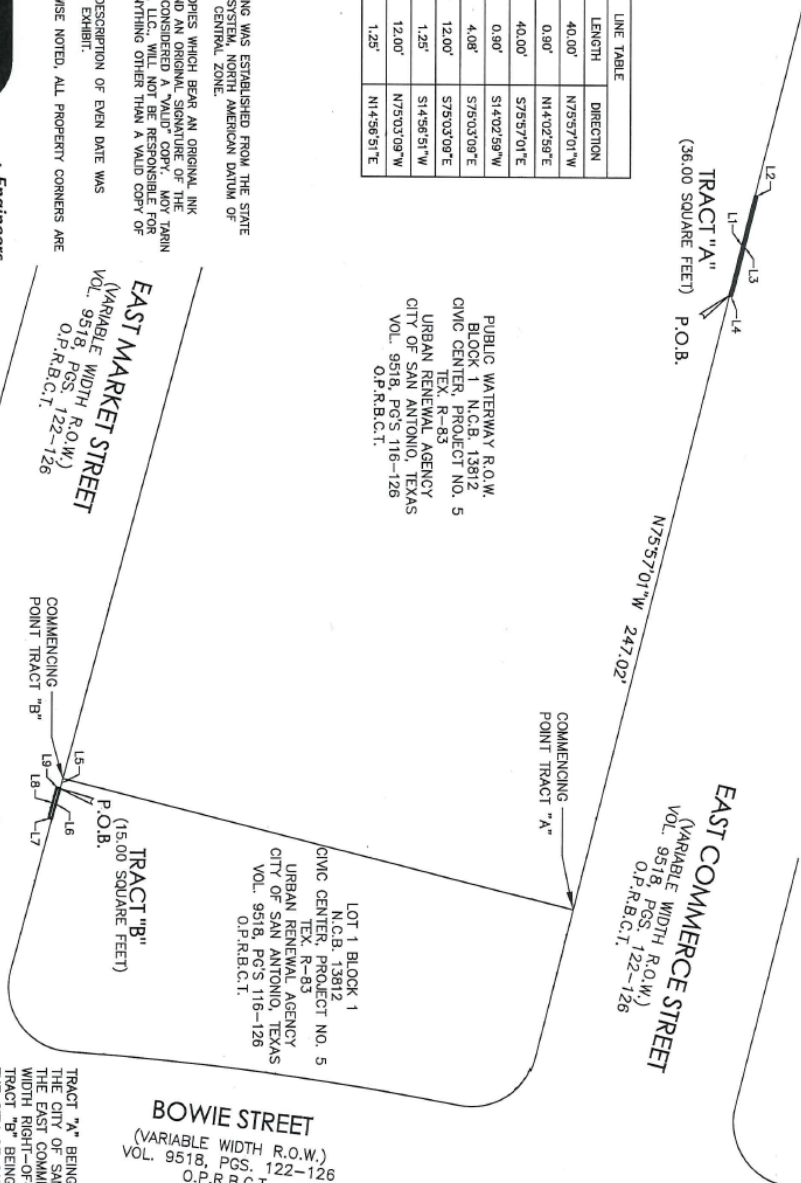 LINE TABLE
LENGTH DIRECTION
40.00' N75°57'01"W
0.90' N14°02'59"E
40.00' S75°57'01"E
0.90' S14°02'59"W
4.08' S75°03'09"E
12.00' S75°03'09"E
1.25' S14°56'51"W
12.00' N75°03'09"W
1.25' N14°56'51"E
NG WAS ESTABLISHED FROM THE STATE
SYSTEM, NORTH AMERICAN DATUM OF
CENTRAL ZONE.
OPIES WHICH BEAR AN ORIGINAL INK
ND AN ORIGINAL SIGNATURE OF THE
CONSIDERED A "VALID" COPY. MOY TARIN
LLC., WILL NOT BE RESPONSIBLE FOR
YTHING OTHER THAN A VALID COPY OF
DESCRIPTION OF EVEN DATE WAS
EXHIBIT.
WISE NOTED, ALL PROPERTY CORNERS ARE
Engineers
L2
L1
L3
L4
TRACT "A"
(36.00 SQUARE FEET)
P.O.B.
N75°57'01"W 247.02'
PUBLIC WATERWAY R.O.W.
BLOCK 1 N.C.B. 13812
CIVIC CENTER, PROJECT NO. 5
TEX. R-83
URBAN RENEWAL AGENCY
CITY OF SAN ANTONIO, TEXAS
VOL. 9518, PG'S 116-126
O.P.R.B.C.T.
EAST MARKET STREET
(VARIABLE WIDTH R.O.W.)
VOL. 9518, PGS. 122-126
O.P.R.B.C.T.
COMMENCING
POINT TRACT "A"
EAST COMMERCE STREET
(VARIABLE WIDTH R.O.W.)
VOL. 9518, PGS. 122-126
O.P.R.B.C.T.
COMMENCING
POINT TRACT "B"
L5
L9
L8
L6
L7
P.O.B.
TRACT "B"
(15.00 SQUARE FEET)
LOT 1 BLOCK 1
N.C.B. 13812
CIVIC CENTER, PROJECT NO. 5
TEX. R-83
URBAN RENEWAL AGENCY
CITY OF SAN ANTONIO, TEXAS
VOL. 9518, PG'S 116-126
O.P.R.B.C.T.
BOWIE STREET
(VARIABLE WIDTH R.O.W.)
VOL. 9518, PGS. 122-126
O.P.R.B.C.T.
TRACT "A" BEING
THE CITY OF SA
THE EAST COMM
WIDTH RIGHT-OF
TRACT "B" BEING